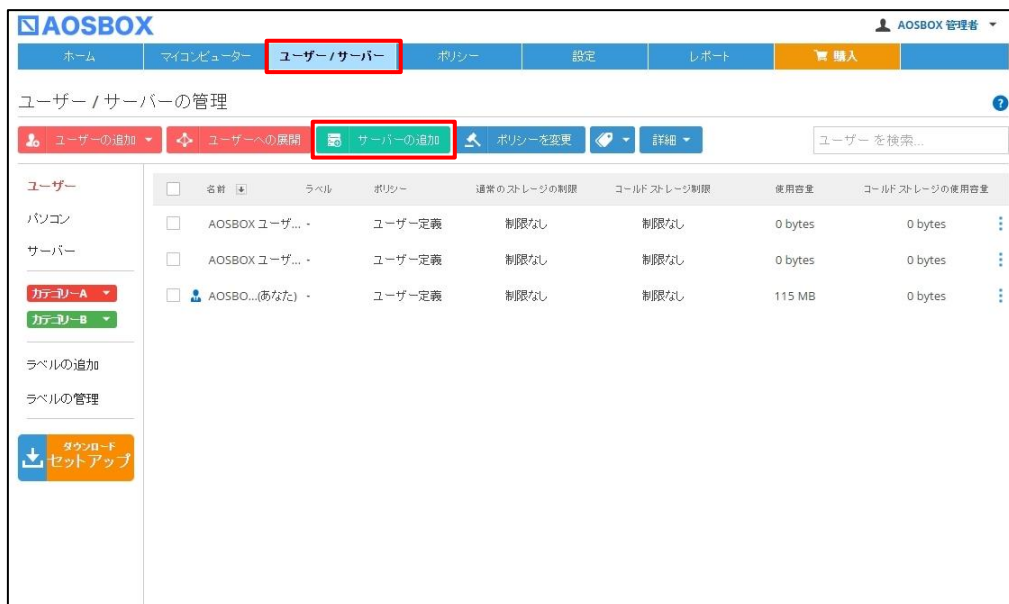 AOSBOX
AOSBOX 管理者
ホーム マイコンピューター ユーザー / サーバー ポリシー 設定 レポート 購入
ユーザー / サーバーの管理
?
ユーザーの追加 ユーザーへの展開 サーバーの追加 ポリシーを変更 詳細 ユーザー を検索...
ユーザー
パソコン
サーバー
カテゴリーA
カテゴリーB
ラベルの追加
ラベルの管理
ダウンロード
セットアップ
名前 ラベル ポリシー 通常のストレージの制限 コールドストレージ制限 使用容量 コールドストレージの使用容量
AOSBOX ユーザ... - ユーザー定義 制限なし 制限なし 0 bytes 0 bytes
AOSBOX ユーザ... - ユーザー定義 制限なし 制限なし 0 bytes 0 bytes
AOSBO...(あなた) - ユーザー定義 制限なし 制限なし 115 MB 0 bytes